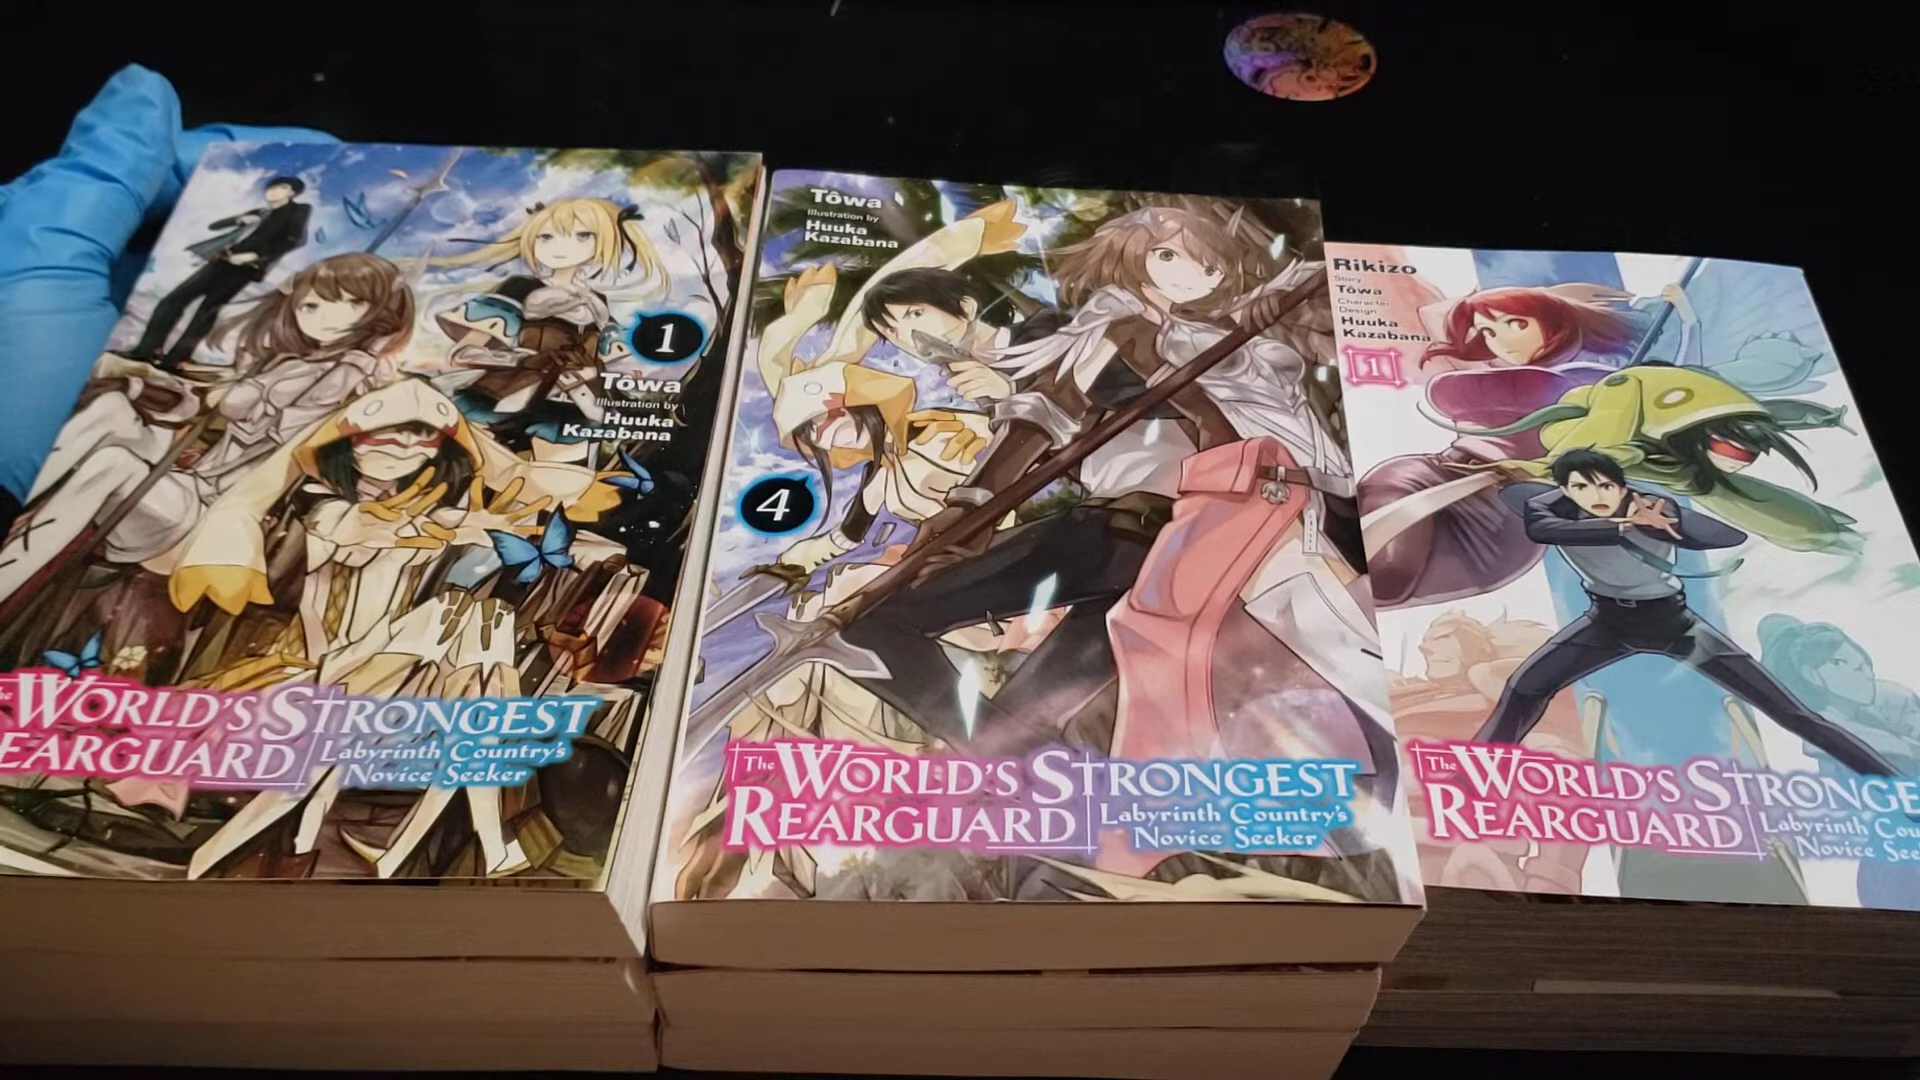 1
Tôwa
Illustration by
Huuka
Kazabana
The
WORLD'S STRONGEST
REARGUARD
Labyrinth Country's
Novice Seeker
Tôwa
Illustration by
Huuka
Kazabana
4
The WORLD'S STRONGEST
REARGUARD
Labyrinth Country's
Novice Seeker
Rikizo
Story
Tôwa
Character
Design
Huuka
Kazabana
1
The WORLD'S STRONGE
REARGUARD
Labyrinth Cou
Novice See